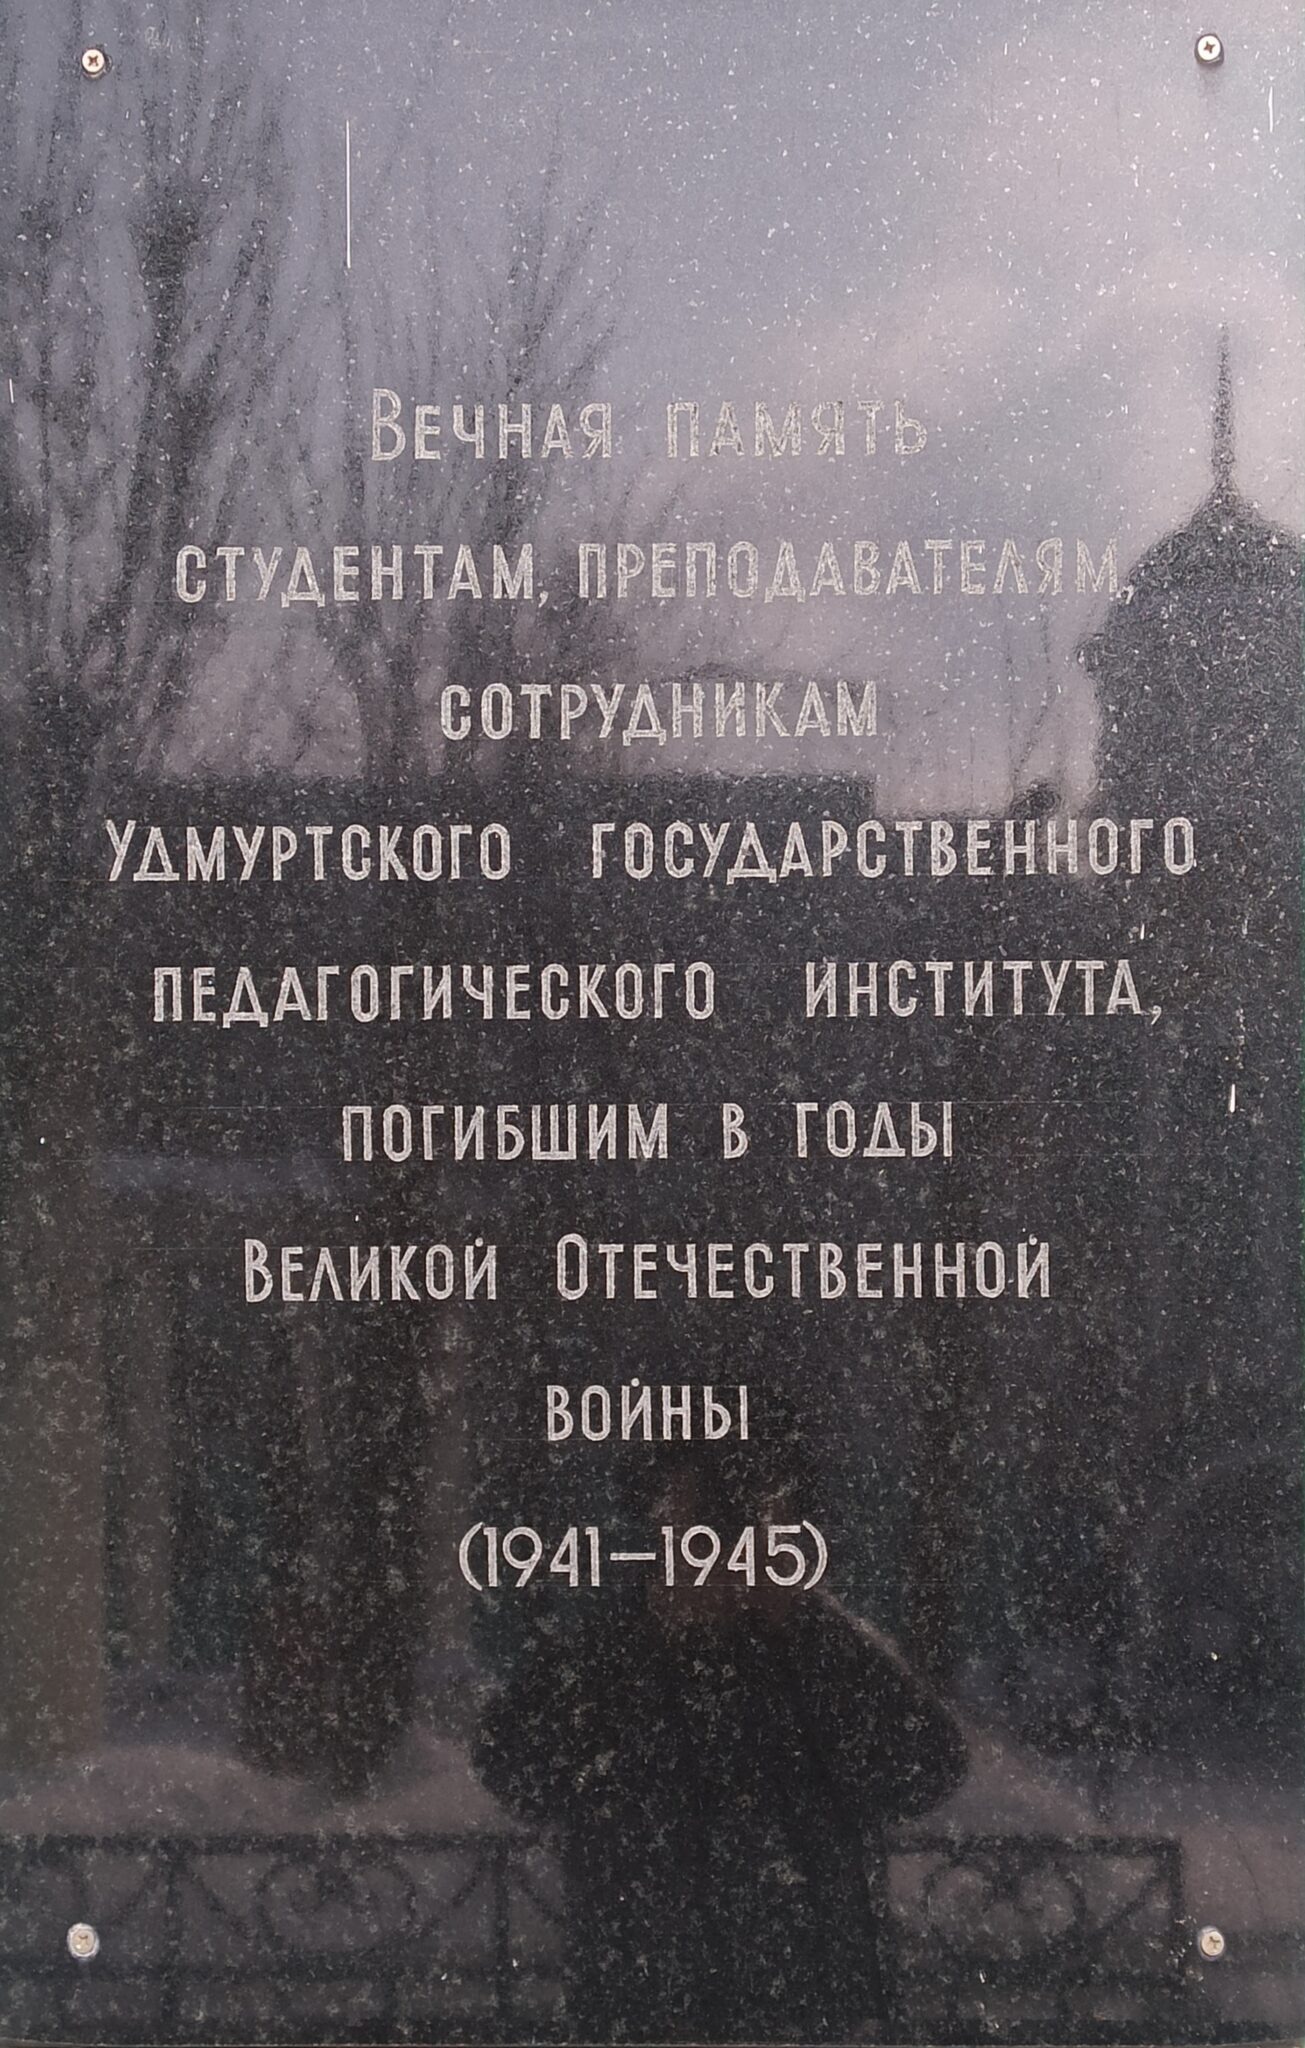 Вечная память
студентам, преподавателям,
сотрудникам
Удмуртского государственного
педагогического института,
погибшим в годы
Великой Отечественной
войны
(1941–1945)